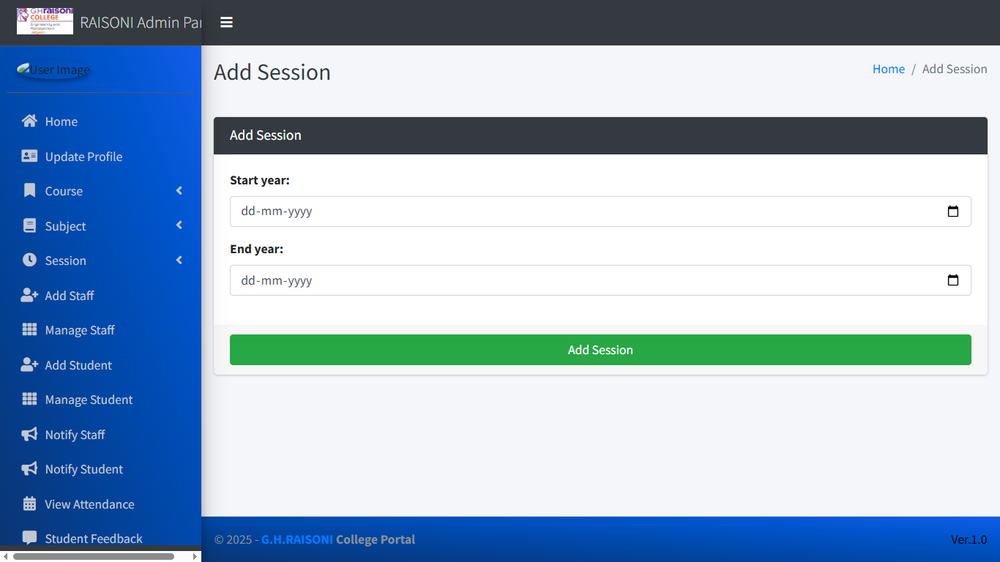 GHraisoni
COLLEGE
Engineering and
Management
Jalgaon
RAISONI Admin Pan
User Image
Home
Update Profile
Course
Subject
Session
Add Staff
Manage Staff
Add Student
Manage Student
Notify Staff
Notify Student
View Attendance
Student Feedback
Add Session
Home / Add Session
Add Session
Start year:
dd-mm-yyyy
End year:
dd-mm-yyyy
Add Session
© 2025 - G.H.RAISONI College Portal
Ver.1.0